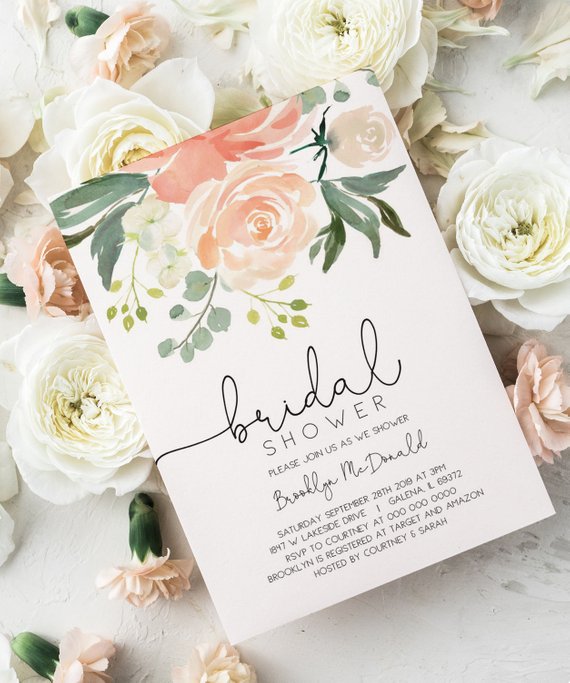 bridal
SHOWER
PLEASE JOIN US AS WE SHOWER
Brooklyn McDonald
SATURDAY SEPTEMBER 28TH 2019 AT 3PM
1847 W LAKESIDE DRIVE | GALENA, IL 69372
RSVP TO COURTNEY AT 000 000 0000
BROOKLYN IS REGISTERED AT TARGET AND AMAZON
HOSTED BY COURTNEY & SARAH